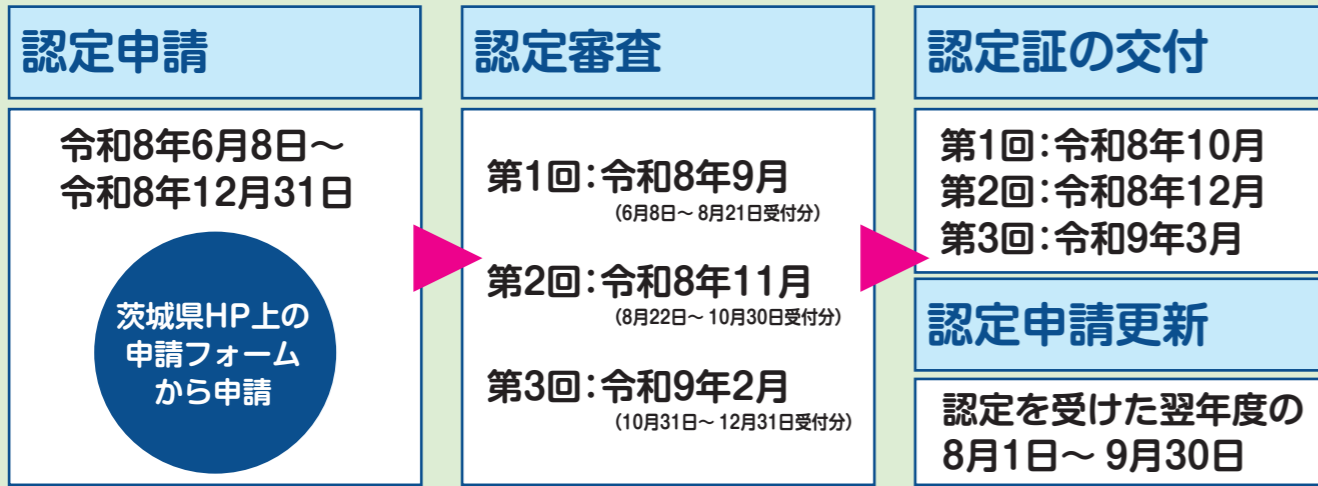 認定申請
令和8年6月8日～
令和8年12月31日
茨城県HP上の
申請フォーム
から申請
認定審査
第1回：令和8年9月
（6月8日～ 8月21日受付分）
第2回：令和8年11月
（8月22日～ 10月30日受付分）
第3回：令和9年2月
（10月31日～ 12月31日受付分）
認定証の交付
第1回：令和8年10月
第2回：令和8年12月
第3回：令和9年3月
認定申請更新
認定を受けた翌年度の
8月1日～ 9月30日